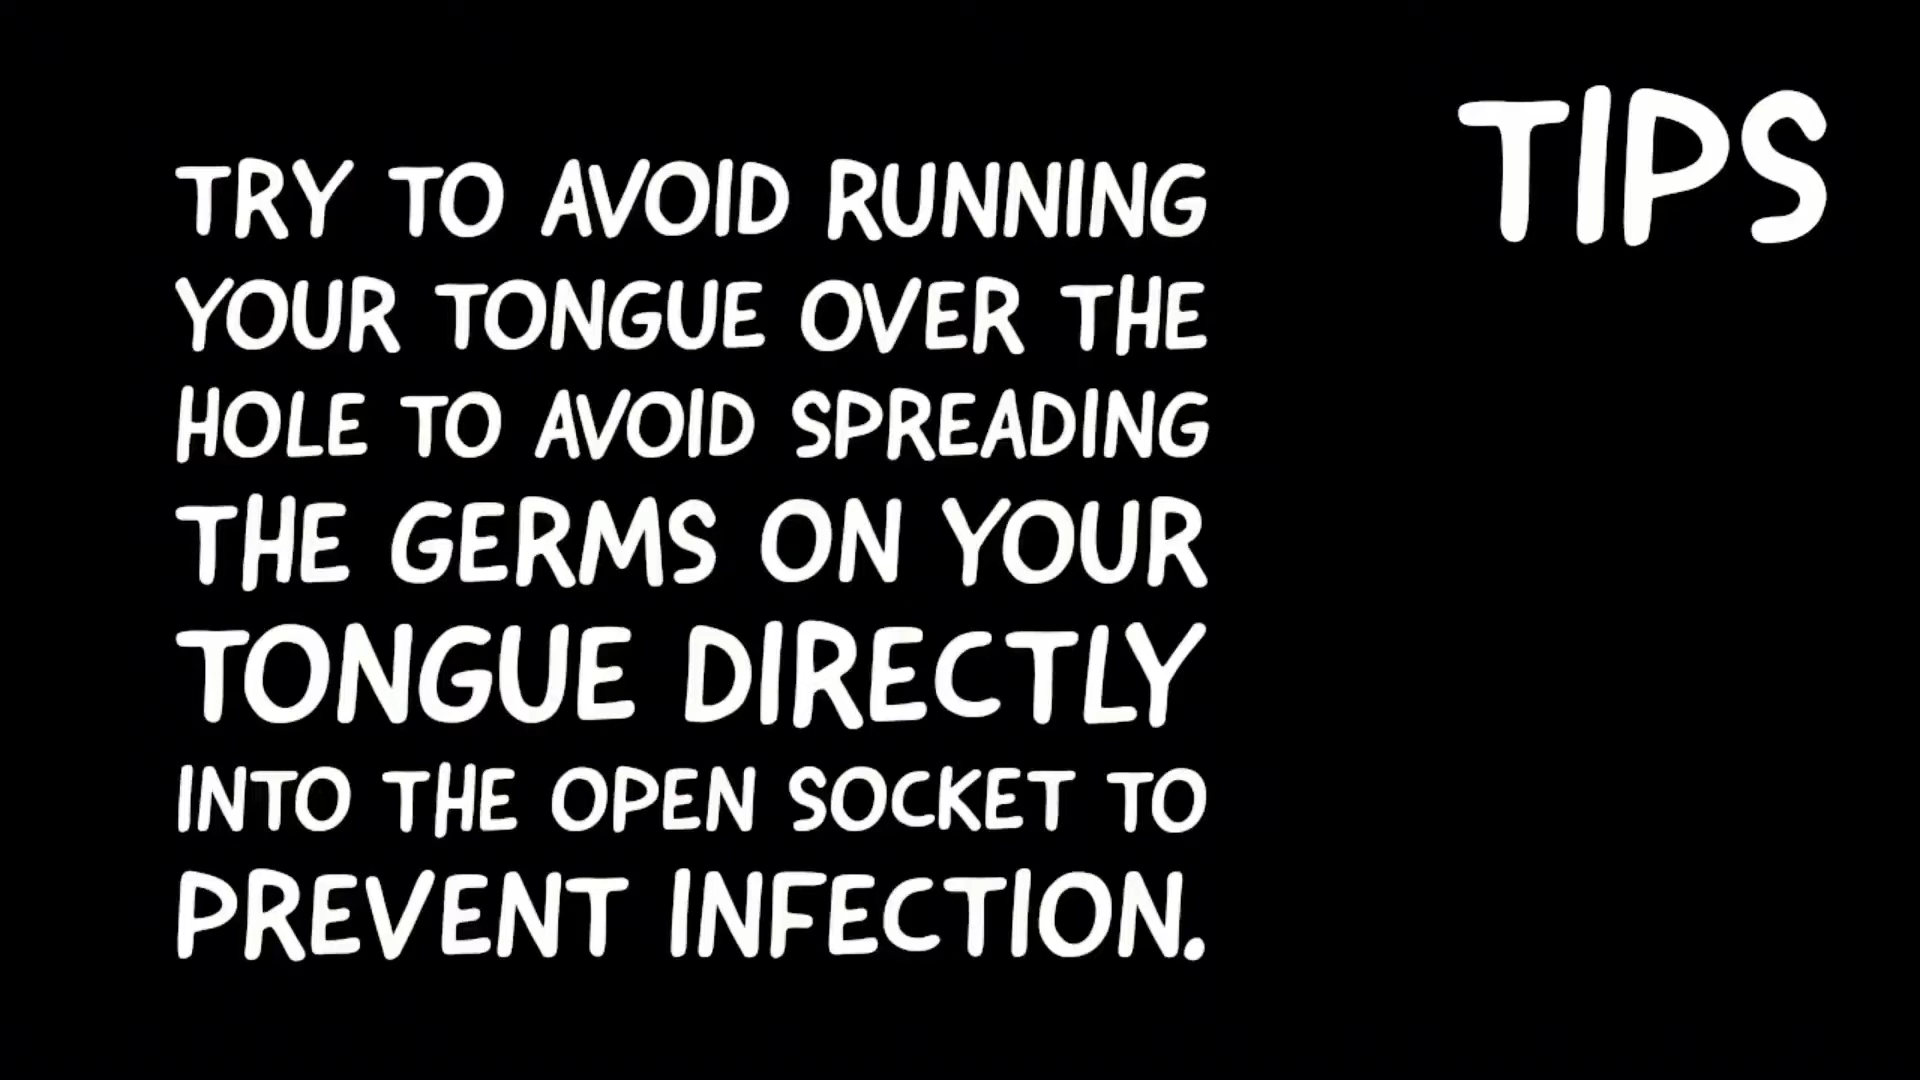 TIPS
TRY TO AVOID RUNNING
YOUR TONGUE OVER THE
HOLE TO AVOID SPREADING
THE GERMS ON YOUR
TONGUE DIRECTLY
INTO THE OPEN SOCKET TO
PREVENT INFECTION.